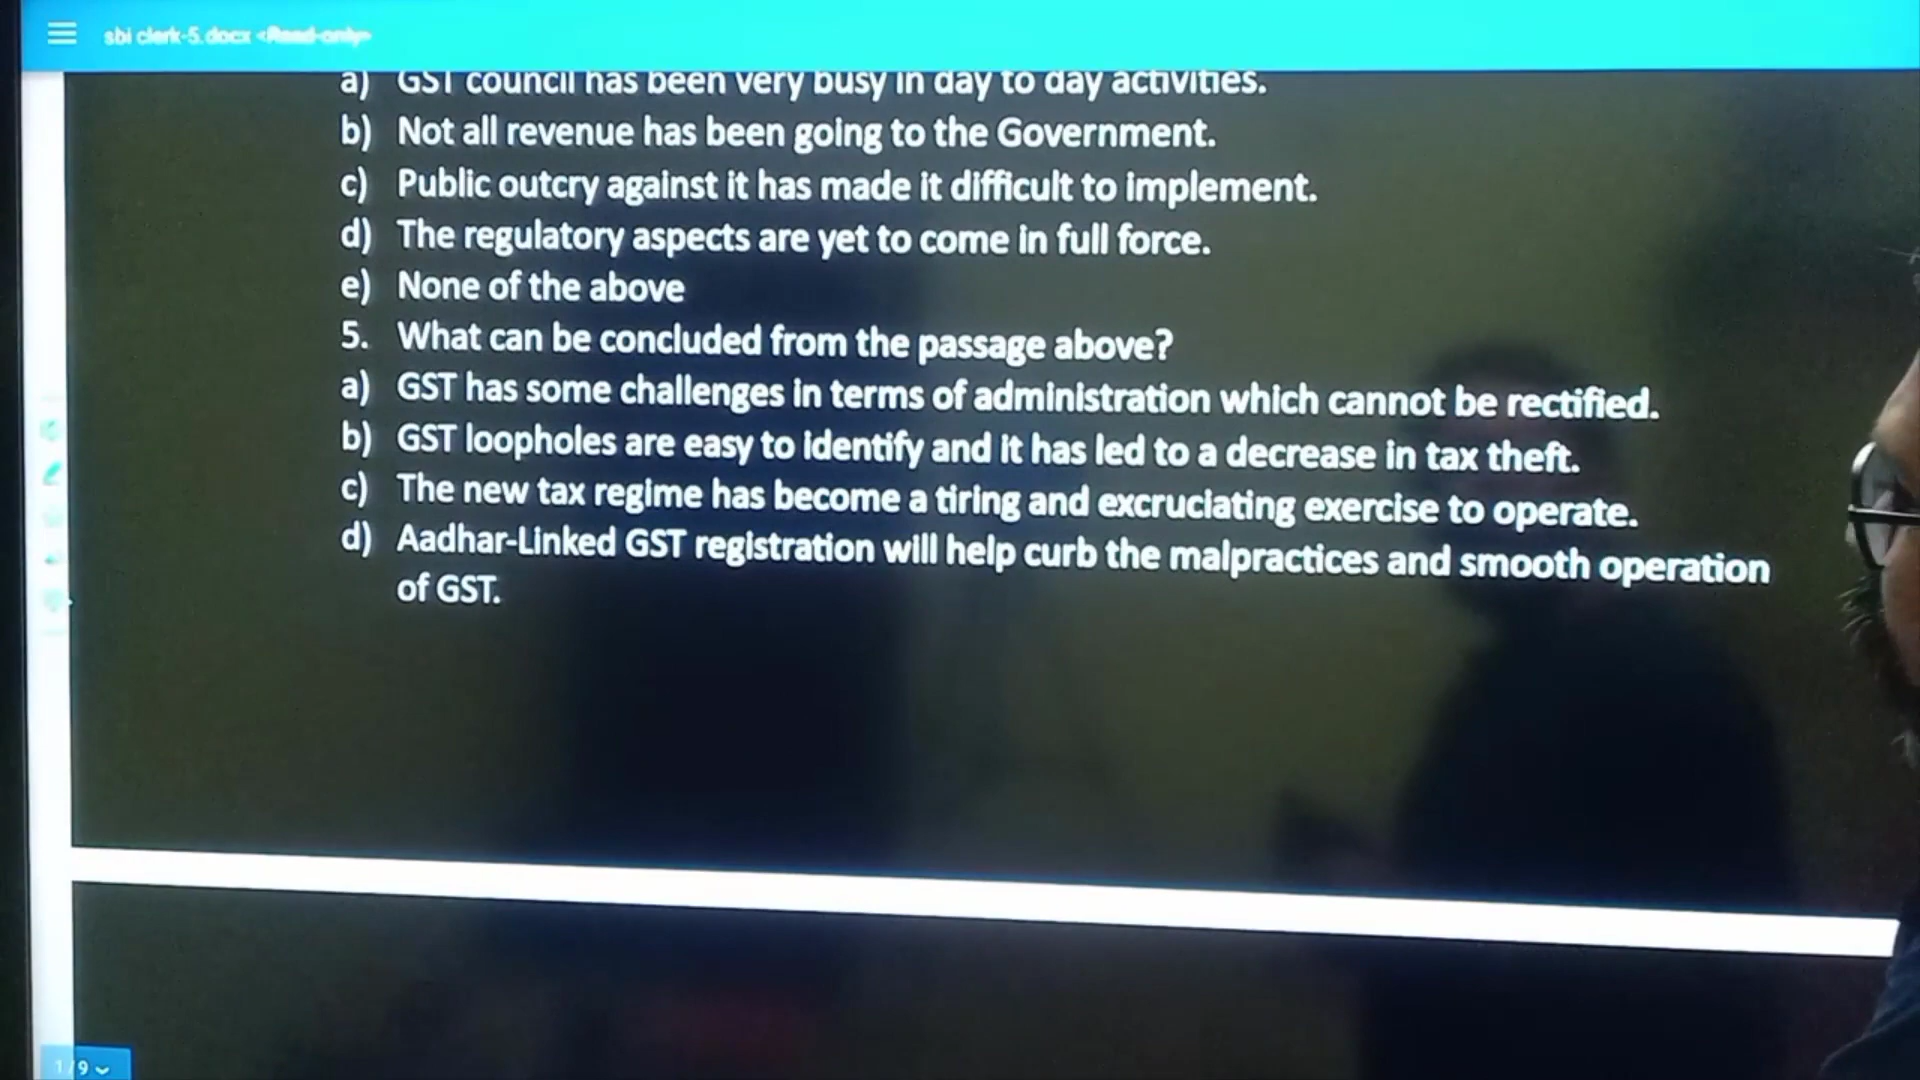 sbi clerk-5.docx <Read-only>
a) GST council has been very busy in day to day activities.
b) Not all revenue has been going to the Government.
c) Public outcry against it has made it difficult to implement.
d) The regulatory aspects are yet to come in full force.
e) None of the above
5. What can be concluded from the passage above?
a) GST has some challenges in terms of administration which cannot be rectified.
b) GST loopholes are easy to identify and it has led to a decrease in tax theft.
c) The new tax regime has become a tiring and excruciating exercise to operate.
d) Aadhar-Linked GST registration will help curb the malpractices and smooth operation
of GST.
1/9